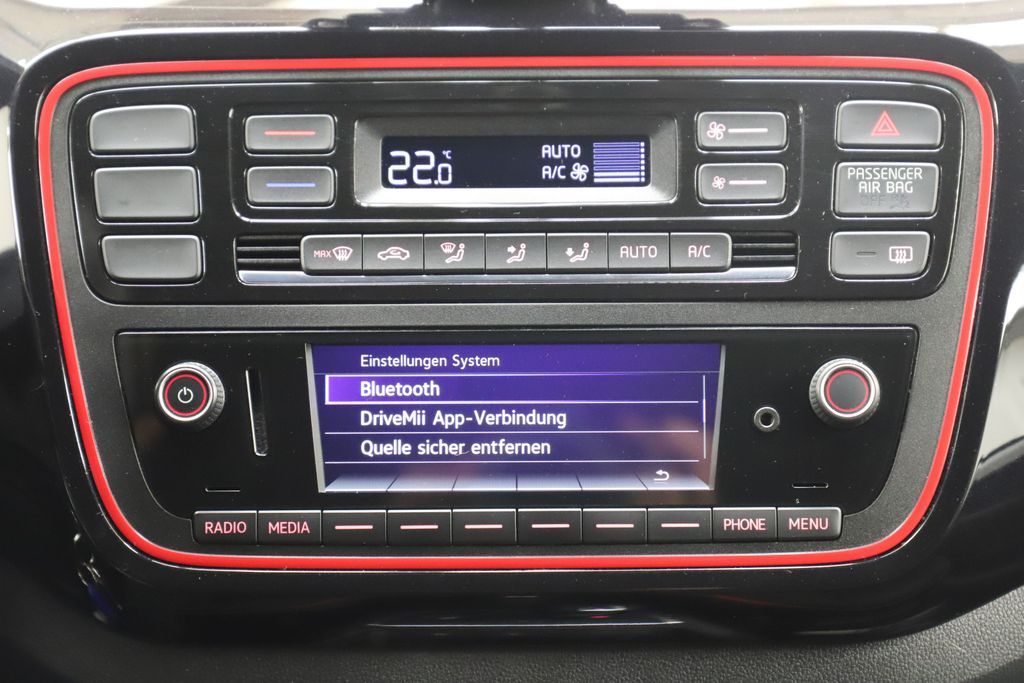 22.0 °C
AUTO
A/C
PASSENGER
AIR BAG
OFF
MAX
AUTO
A/C
Einstellungen System
Bluetooth
DriveMii App-Verbindung
Quelle sicher entfernen
RADIO
MEDIA
PHONE
MENU